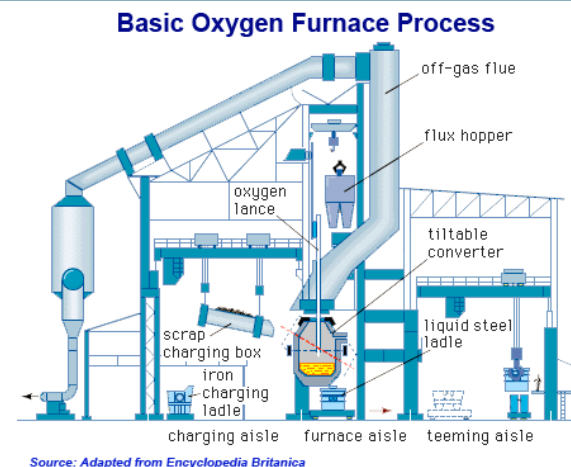 Basic Oxygen Furnace Process
off-gas flue
flux hopper
oxygen
lance
tiltable
converter
liquid steel
ladle
scrap
charging box
iron
charging
ladle
charging aisle
furnace aisle
teeming aisle
Source: Adapted from Encyclopedia Britanica